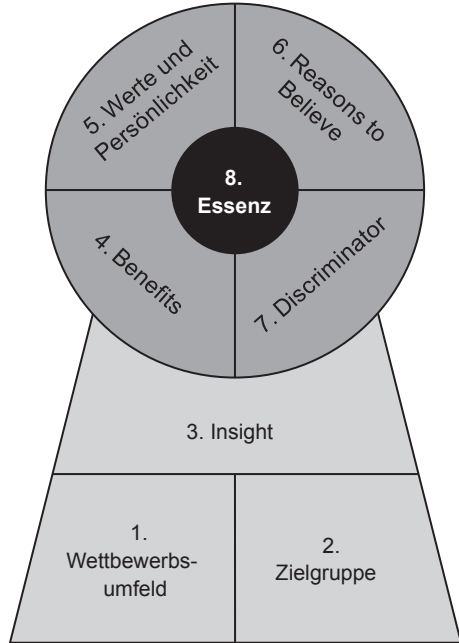 5. Werte und
Persönlichkeit
6. Reasons to
Believe
8.
Essenz
4. Benefits
7. Discriminator
3. Insight
1.
Wettbewerbs-
umfeld
2.
Zielgruppe